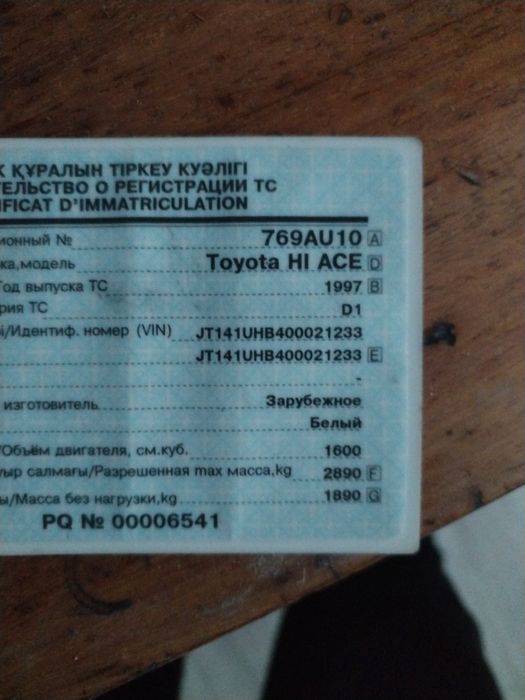 К ҚҰРАЛЫН ТІРКЕУ КУӘЛІГІ
ТЕЛЬСТВО О РЕГИСТРАЦИИ ТС
IFICAT D'IMMATRICULATION
ионный № 769AU10 A
ка,модель Toyota HI ACE D
Год выпуска ТС 1997 B
рия ТС D1
і/Идентиф. номер (VIN) JT141UHB400021233
JT141UHB400021233 E
-
изготовитель Зарубежное
Белый
/Объём двигателя, см.куб. 1600
уыр салмағы/Разрешенная max масса,kg 2890 F
ы/Масса без нагрузки,kg 1890 G
PQ № 00006541